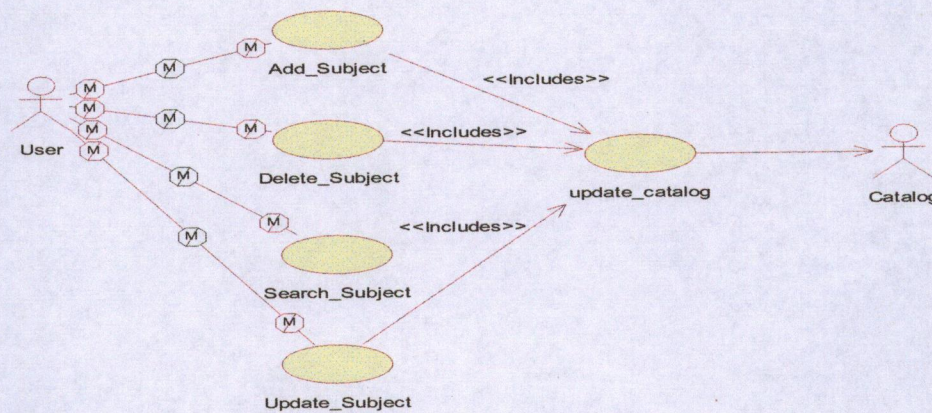 M
M
M
Add_Subject
<<Includes>>
M
M
M
User
<<Includes>>
Delete_Subject
update_catalog
Catalog
M
M
M
<<Includes>>
Search_Subject
M
M
M
Update_Subject